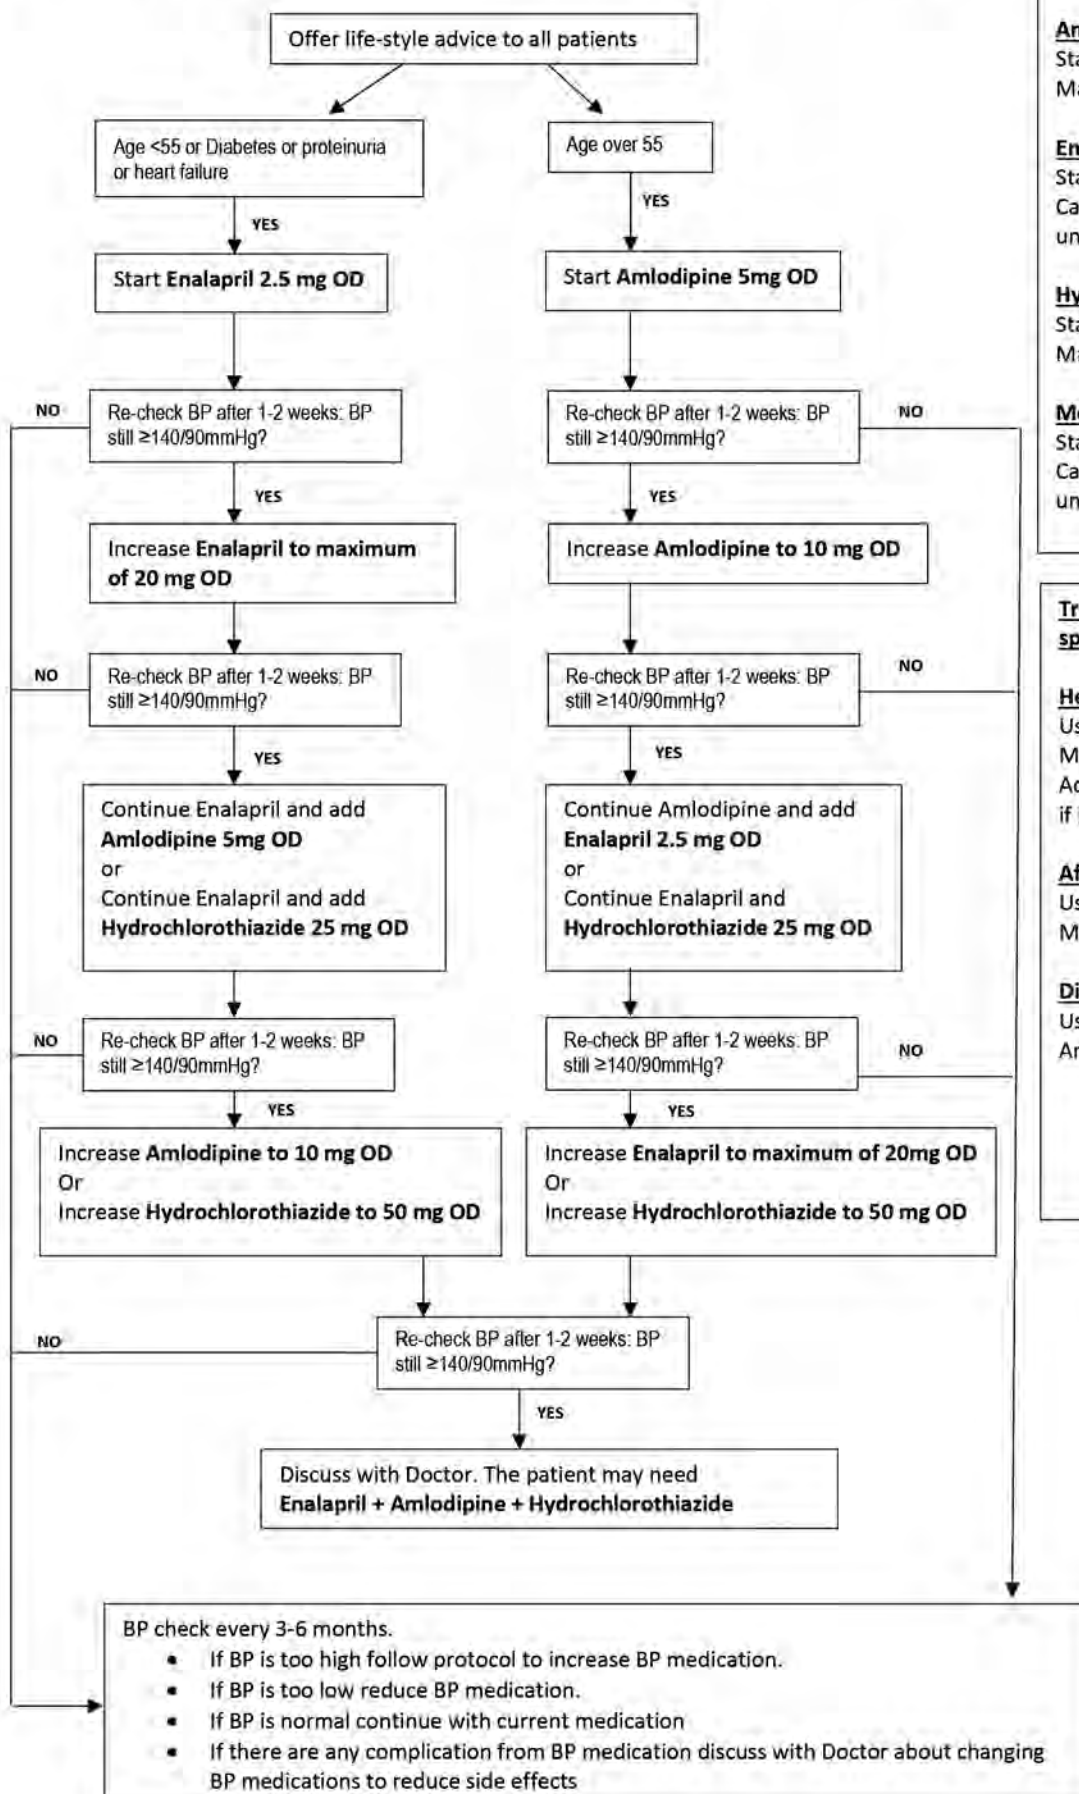 Offer life-style advice to all patients
Age <55 or Diabetes or proteinuria
or heart failure
Age over 55
YES
YES
Start Enalapril 2.5 mg OD
Start Amlodipine 5mg OD
NO
Re-check BP after 1-2 weeks: BP
still ≥140/90mmHg?
Re-check BP after 1-2 weeks: BP
still ≥140/90mmHg?
NO
YES
YES
Increase Enalapril to maximum
of 20 mg OD
Increase Amlodipine to 10 mg OD
NO
Re-check BP after 1-2 weeks: BP
still ≥140/90mmHg?
Re-check BP after 1-2 weeks: BP
still ≥140/90mmHg?
NO
YES
YES
Continue Enalapril and add
Amlodipine 5mg OD
or
Continue Enalapril and add
Hydrochlorothiazide 25 mg OD
Continue Amlodipine and add
Enalapril 2.5 mg OD
or
Continue Enalapril and
Hydrochlorothiazide 25 mg OD
NO
Re-check BP after 1-2 weeks: BP
still ≥140/90mmHg?
Re-check BP after 1-2 weeks: BP
still ≥140/90mmHg?
NO
YES
YES
Increase Amlodipine to 10 mg OD
Or
Increase Hydrochlorothiazide to 50 mg OD
Increase Enalapril to maximum of 20mg OD
Or
Increase Hydrochlorothiazide to 50 mg OD
NO
Re-check BP after 1-2 weeks: BP
still ≥140/90mmHg?
YES
Discuss with Doctor. The patient may need
Enalapril + Amlodipine + Hydrochlorothiazide
BP check every 3-6 months.
• If BP is too high follow protocol to increase BP medication.
• If BP is too low reduce BP medication.
• If BP is normal continue with current medication
• If there are any complication from BP medication discuss with Doctor about changing
BP medications to reduce side effects